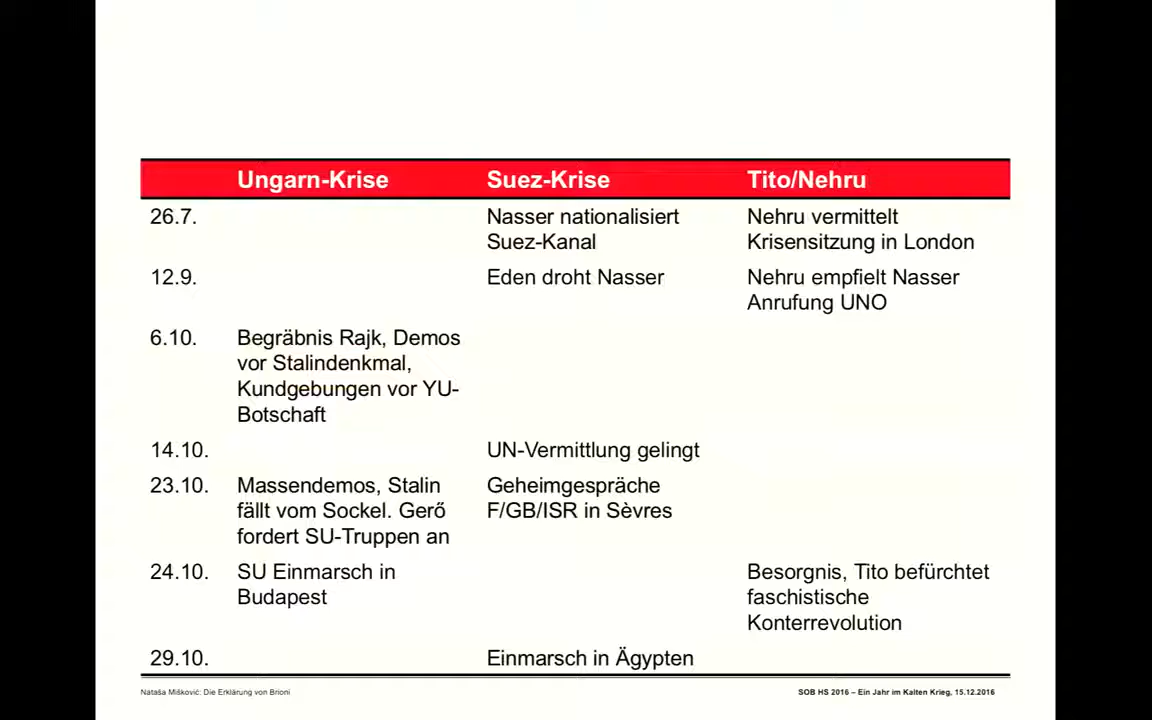 Ungarn-Krise Suez-Krise Tito/Nehru
26.7. Nasser nationalisiert Nehru vermittelt
Suez-Kanal Krisensitzung in London
12.9. Eden droht Nasser Nehru empfielt Nasser
Anrufung UNO
6.10. Begräbnis Rajk, Demos
vor Stalindenkmal,
Kundgebungen vor YU-
Botschaft
14.10. UN-Vermittlung gelingt
23.10. Massendemos, Stalin Geheimgespräche
fällt vom Sockel. Gerő F/GB/ISR in Sèvres
fordert SU-Truppen an
24.10. SU Einmarsch in Besorgnis, Tito befürchtet
Budapest faschistische
Konterrevolution
29.10. Einmarsch in Ägypten
Nataša Mišković: Die Erklärung von Brioni SOB HS 2016 – Ein Jahr im Kalten Krieg, 15.12.2016